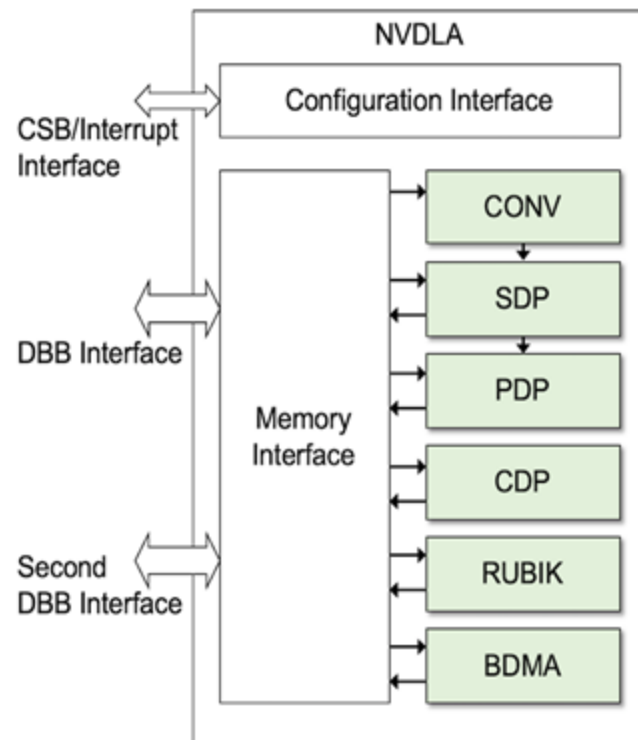 NVDLA
Configuration Interface
CSB/Interrupt
Interface
CONV
SDP
DBB Interface
PDP
Memory
Interface
CDP
Second
DBB Interface
RUBIK
BDMA